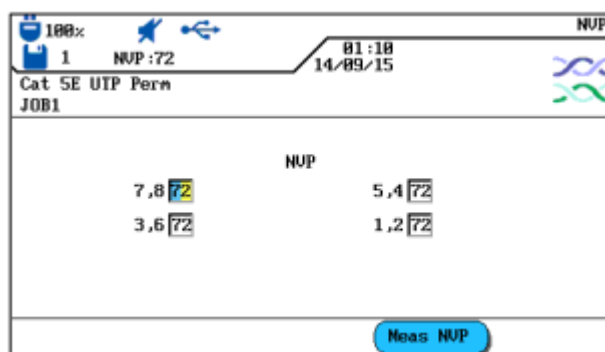 100% NVP
1 NVP:72 01:10
14/09/15
Cat 5E UTP Perm
JOB1
NVP
7,8 72 5,4 72
3,6 72 1,2 72
Meas NVP